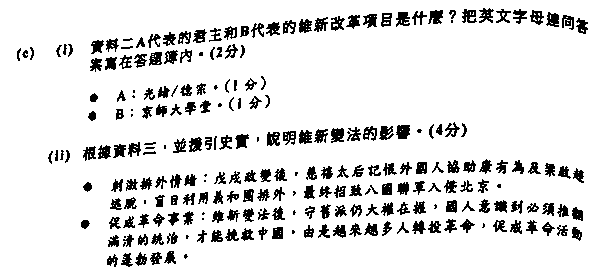 (c) (i) 資料二A代表的君主和B代表的維新改革項目是什麼？把英文字母連同答
案寫在答題簿內。(2分)
● A：光緒/德宗。(1 分)
● B：京師大學堂。(1 分)
(ii) 根據資料三，並援引史實，說明維新變法的影響。(4分)
● 刺激排外情緒：戊戌政變後，慈禧太后記恨外國人協助康有為及梁啟超
逃脫，盲目利用義和團排外，最終招致八國聯軍入侵北京。
● 促成革命事業：維新變法後，守舊派仍大權在握，國人意識到必須推翻
滿清的統治，才能挽救中國，由是越來越多人轉投革命，促成革命活動
的蓬勃發展。